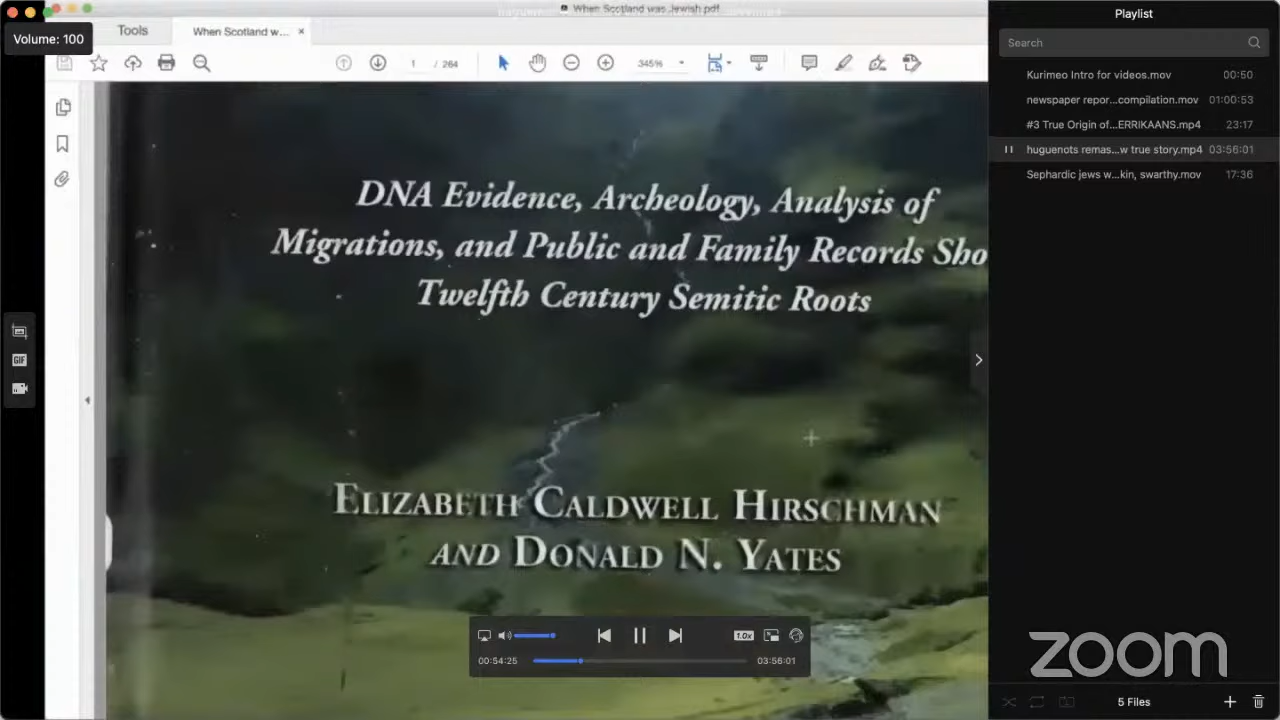 When Scotland was Jewish.pdf
Volume: 100
Tools
When Scotland w...
1 / 264
345%
DNA Evidence, Archeology, Analysis of
Migrations, and Public and Family Records Sho
Twelfth Century Semitic Roots
ELIZABETH CALDWELL HIRSCHMAN
AND DONALD N. YATES
GIF
1.0x
00:54:25
03:56:01
Playlist
Search
Kurimeo Intro for videos.mov 00:50
newspaper repor...compilation.mov 01:00:53
#3 True Origin of...ERRIKAANS.mp4 23:17
huguenots remas...w true story.mp4 03:56:01
Sephardic jews w...kin, swarthy.mov 17:36
zoom
5 Files